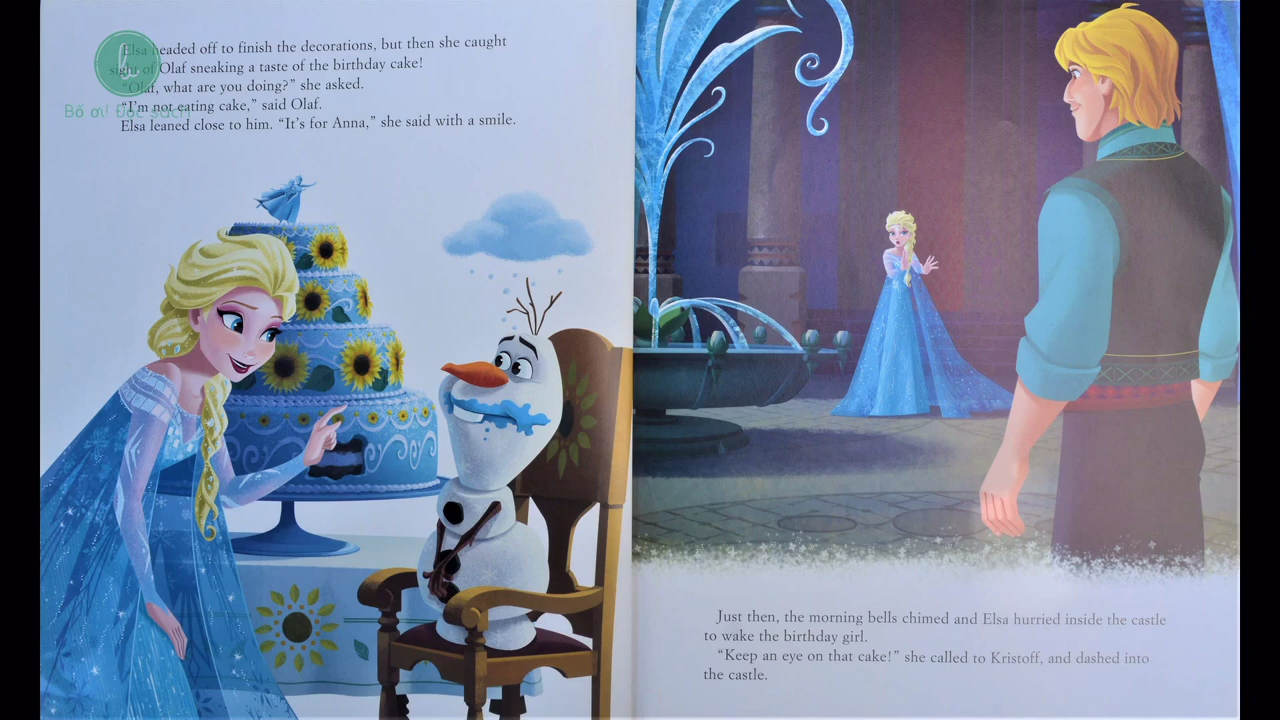 Elsa headed off to finish the decorations, but then she caught
sight of Olaf sneaking a taste of the birthday cake!
“Olaf, what are you doing?” she asked.
“I’m not eating cake,” said Olaf.
Elsa leaned close to him. “It’s for Anna,” she said with a smile.
Bố ơi! Đọc sách
Just then, the morning bells chimed and Elsa hurried inside the castle
to wake the birthday girl.
“Keep an eye on that cake!” she called to Kristoff, and dashed into
the castle.